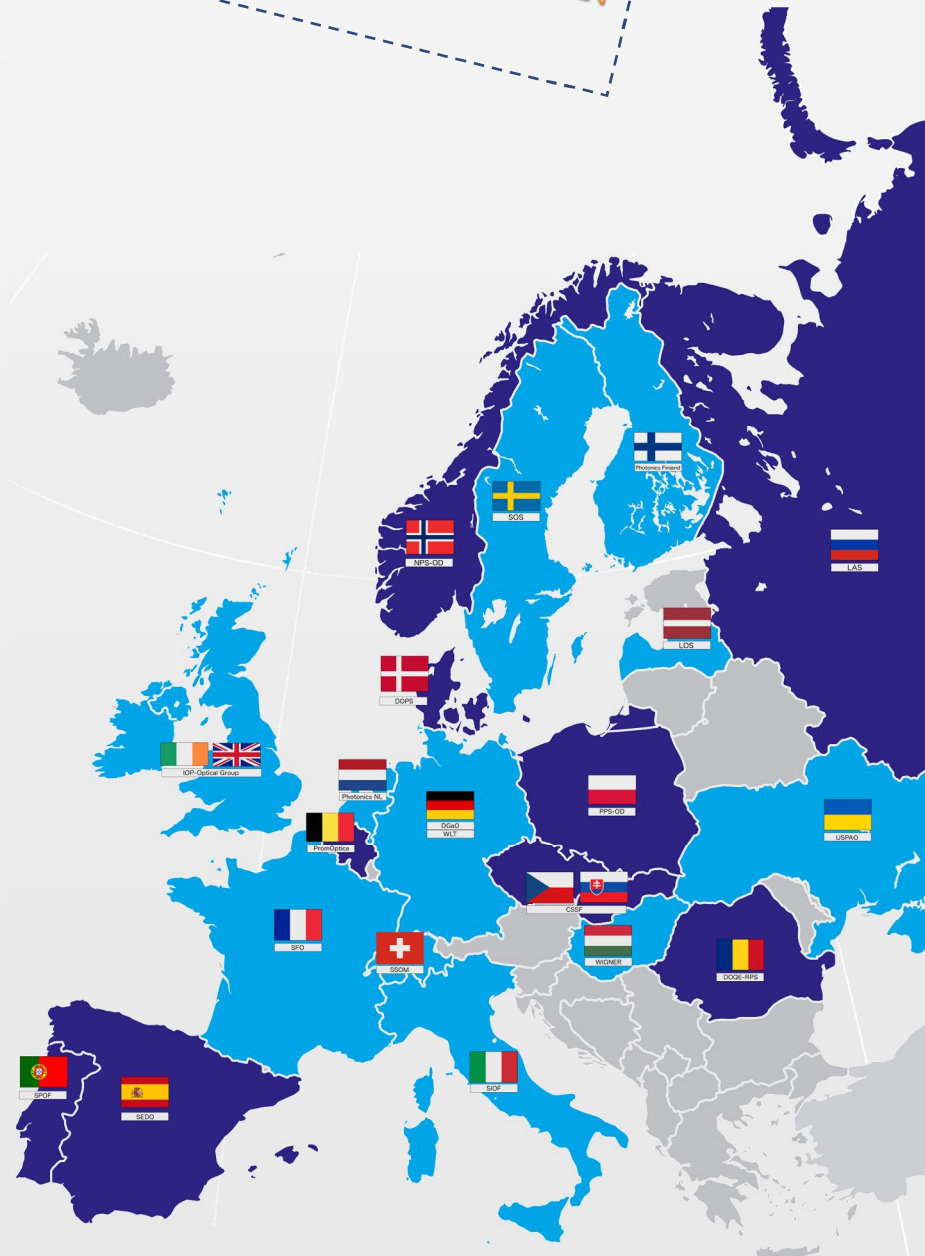 Photonics Finland
SOS
NPS-OD
LAS
LOS
DOPS
IOP-Optical Group
Photonics NL
PPS-OD
DGaO
WLT
USPAO
PromOptica
CSSF
SFO
SSOM
WIGNER
DOQE-RPS
SIOF
SPOF
SEDO